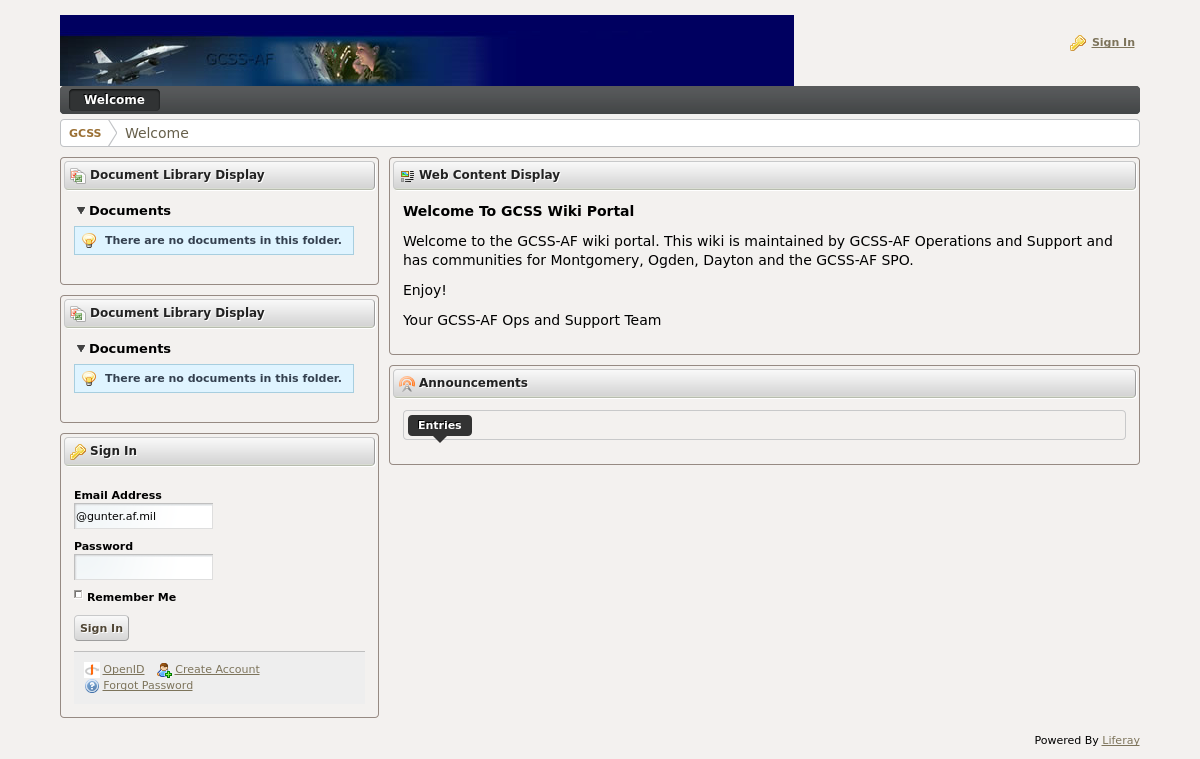 GCSS-AF
Sign In
Welcome
GCSS Welcome
Document Library Display
Documents
There are no documents in this folder.
Document Library Display
Documents
There are no documents in this folder.
Sign In
Email Address
@gunter.af.mil
Password
Remember Me
Sign In
OpenID Create Account
Forgot Password
Web Content Display
Welcome To GCSS Wiki Portal
Welcome to the GCSS-AF wiki portal. This wiki is maintained by GCSS-AF Operations and Support and
has communities for Montgomery, Ogden, Dayton and the GCSS-AF SPO.
Enjoy!
Your GCSS-AF Ops and Support Team
Announcements
Entries
Powered By Liferay